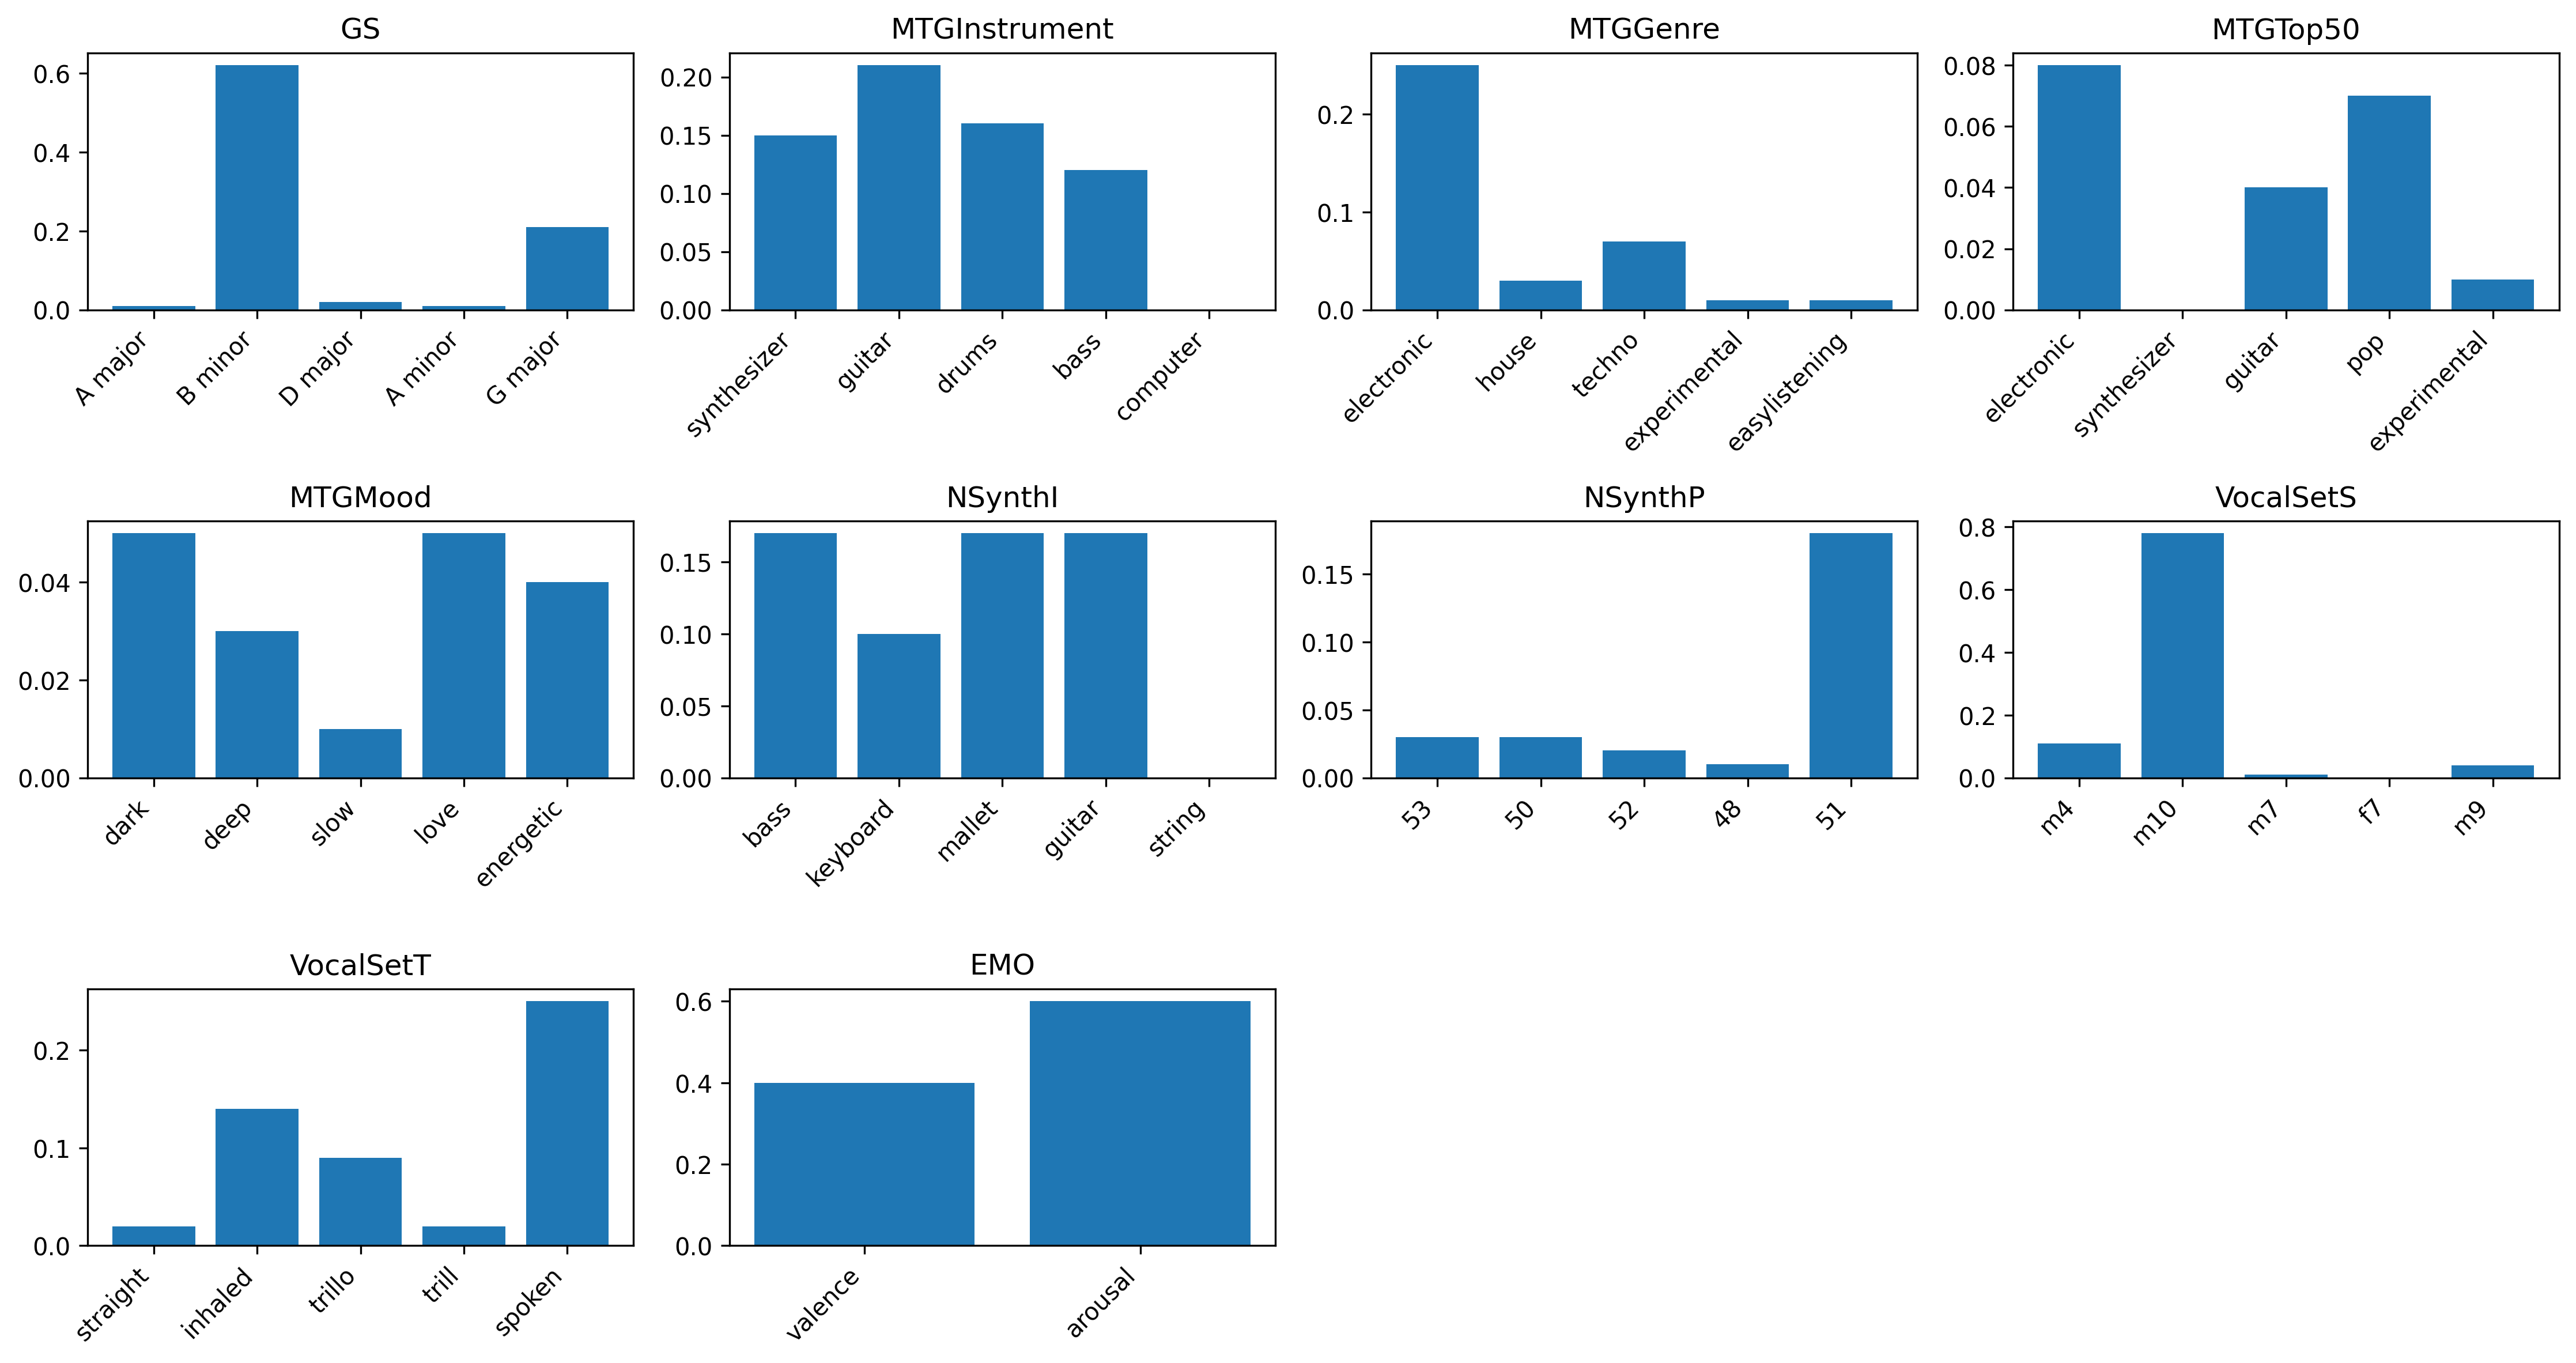 GS
0.6
0.4
0.2
0.0
A major
B minor
D major
A minor
G major
MTGInstrument
0.20
0.15
0.10
0.05
0.00
synthesizer
guitar
drums
bass
computer
MTGGenre
0.2
0.1
0.0
electronic
house
techno
experimental
easylistening
MTGTop50
0.08
0.06
0.04
0.02
0.00
electronic
synthesizer
guitar
pop
experimental
MTGMood
0.04
0.02
0.00
dark
deep
slow
love
energetic
NSynthI
0.15
0.10
0.05
0.00
bass
keyboard
mallet
guitar
string
NSynthP
0.15
0.10
0.05
0.00
53
50
52
48
51
VocalSetS
0.8
0.6
0.4
0.2
0.0
m4
m10
m7
f7
m9
VocalSetT
0.2
0.1
0.0
straight
inhaled
trillo
trill
spoken
EMO
0.6
0.4
0.2
0.0
valence
arousal